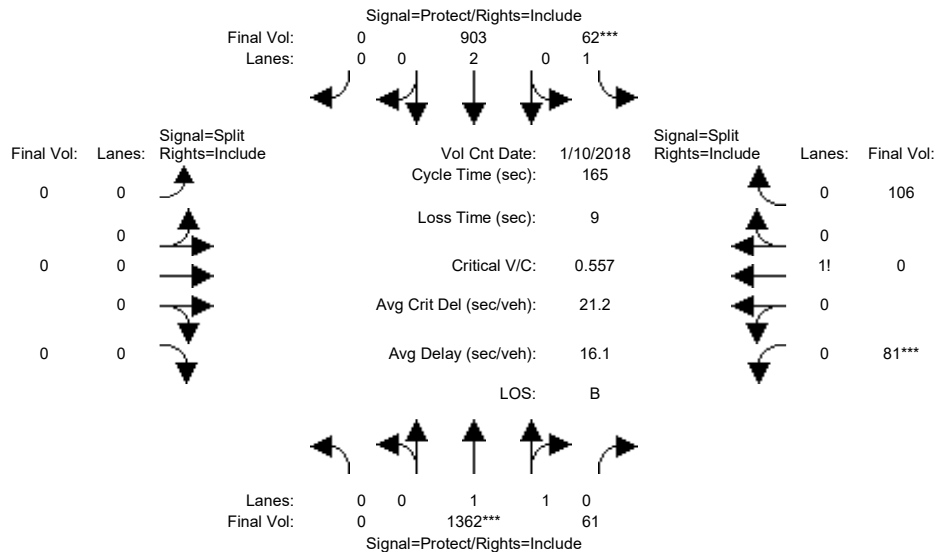 Signal=Protect/Rights=Include
Final Vol: 0 903 62***
Lanes: 0 0 2 0 1
Signal=Split
Final Vol: Lanes: Rights=Include
Vol Cnt Date: 1/10/2018
Signal=Split
Rights=Include Lanes: Final Vol:
Cycle Time (sec): 165
0 0
0 106
Loss Time (sec): 9
0
0
0 0
Critical V/C: 0.557
1! 0
0
Avg Crit Del (sec/veh): 21.2
0
0 0
Avg Delay (sec/veh): 16.1
0 81***
LOS: B
Lanes: 0 0 1 1 0
Final Vol: 0 1362*** 61
Signal=Protect/Rights=Include